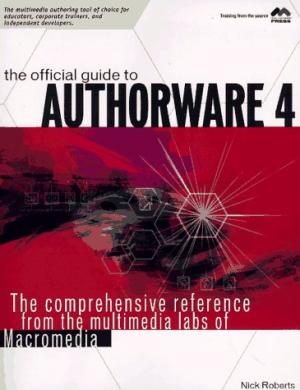 The multimedia authoring tool of choice for
educators, corporate trainers, and
independent developers.
Training from the source
PRESS
the official guide to
AUTHORWARE 4
The comprehensive reference
from the multimedia labs of
Macromedia
Nick Roberts